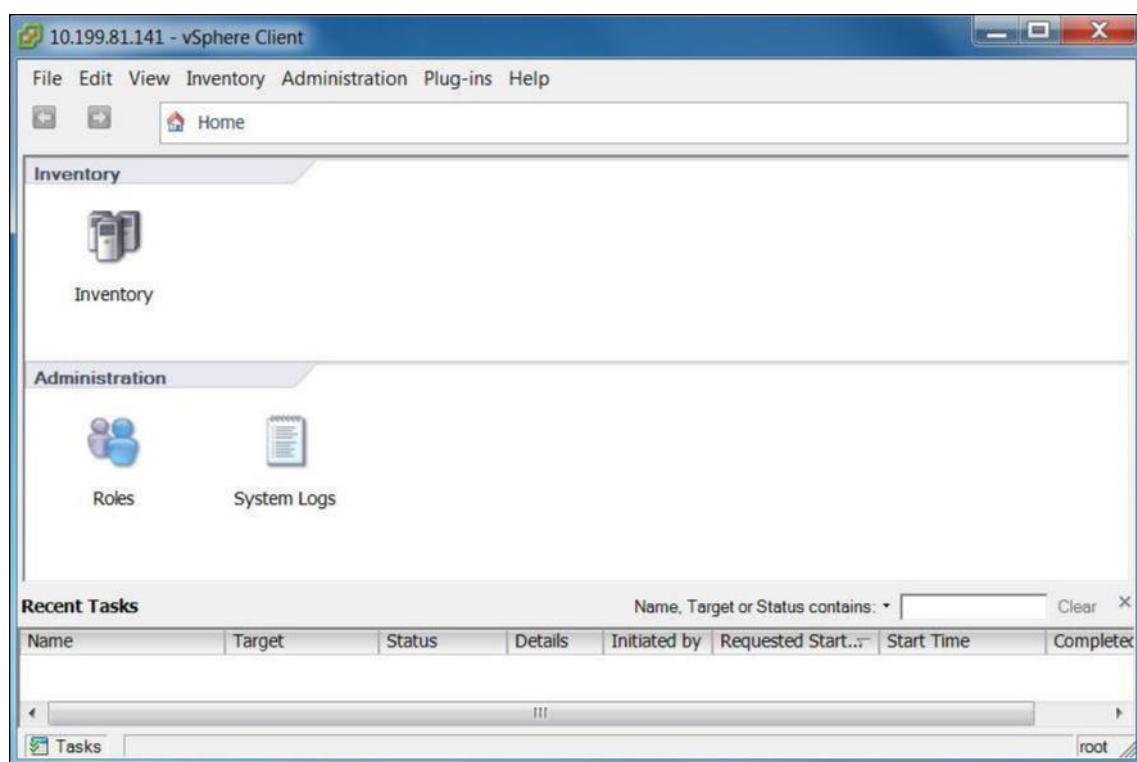 10.199.81.141 - vSphere Client
File Edit View Inventory Administration Plug-ins Help
Home
Inventory
Inventory
Administration
Roles System Logs
Recent Tasks Name, Target or Status contains: Clear
Name Target Status Details Initiated by Requested Start... Start Time Completed
Tasks root